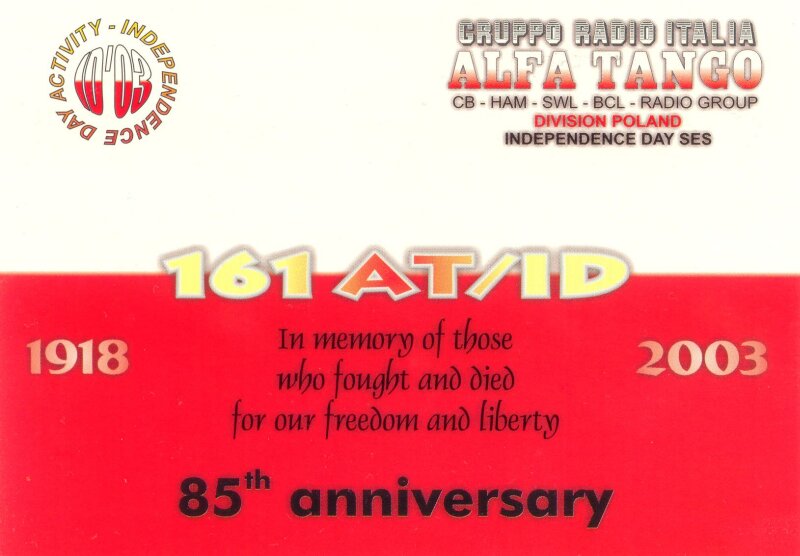 ACTIVITY - INDEPENDENCE DAY
10'03
GRUPPO RADIO ITALIA
ALFA TANGO
CB - HAM - SWL - BCL - RADIO GROUP
DIVISION POLAND
INDEPENDENCE DAY SES
161 AT/ID
1918
In memory of those
who fought and died
for our freedom and liberty
2003
85th anniversary